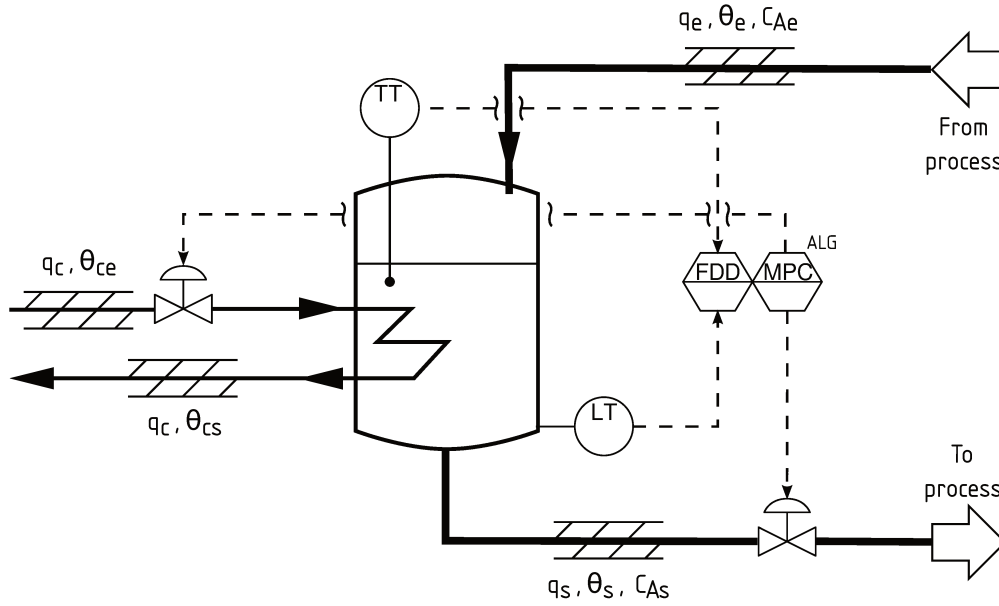 qe, θe, CAe
TT
From
process
ALG
qc, θce
FDD
MPC
qc, θcs
LT
To
process
qs, θs, CAs